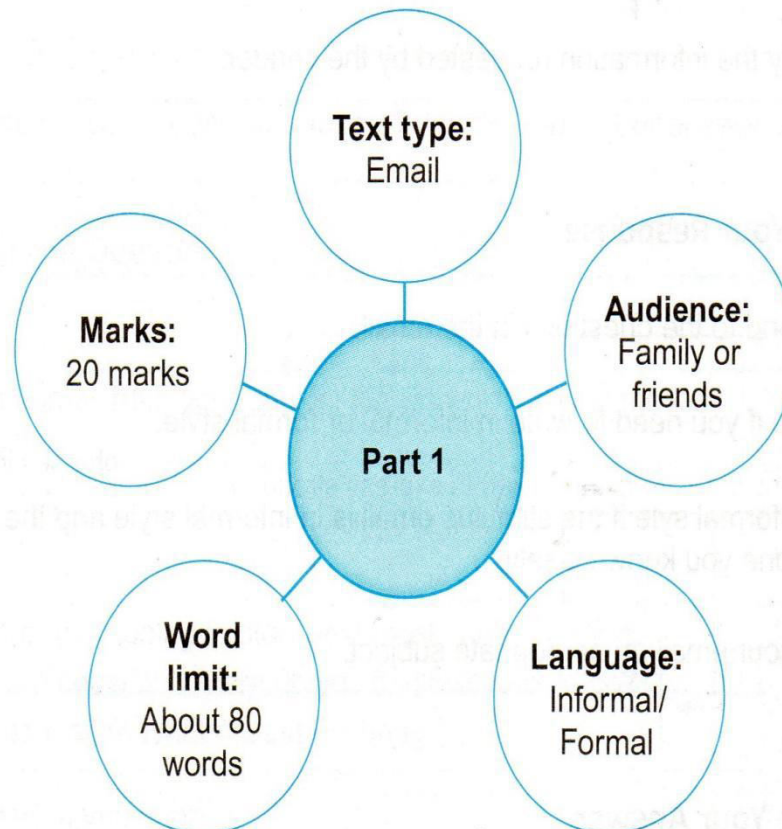 Text type:
Email
Marks:
20 marks
Audience:
Family or
friends
Part 1
Word
limit:
About 80
words
Language:
Informal/
Formal